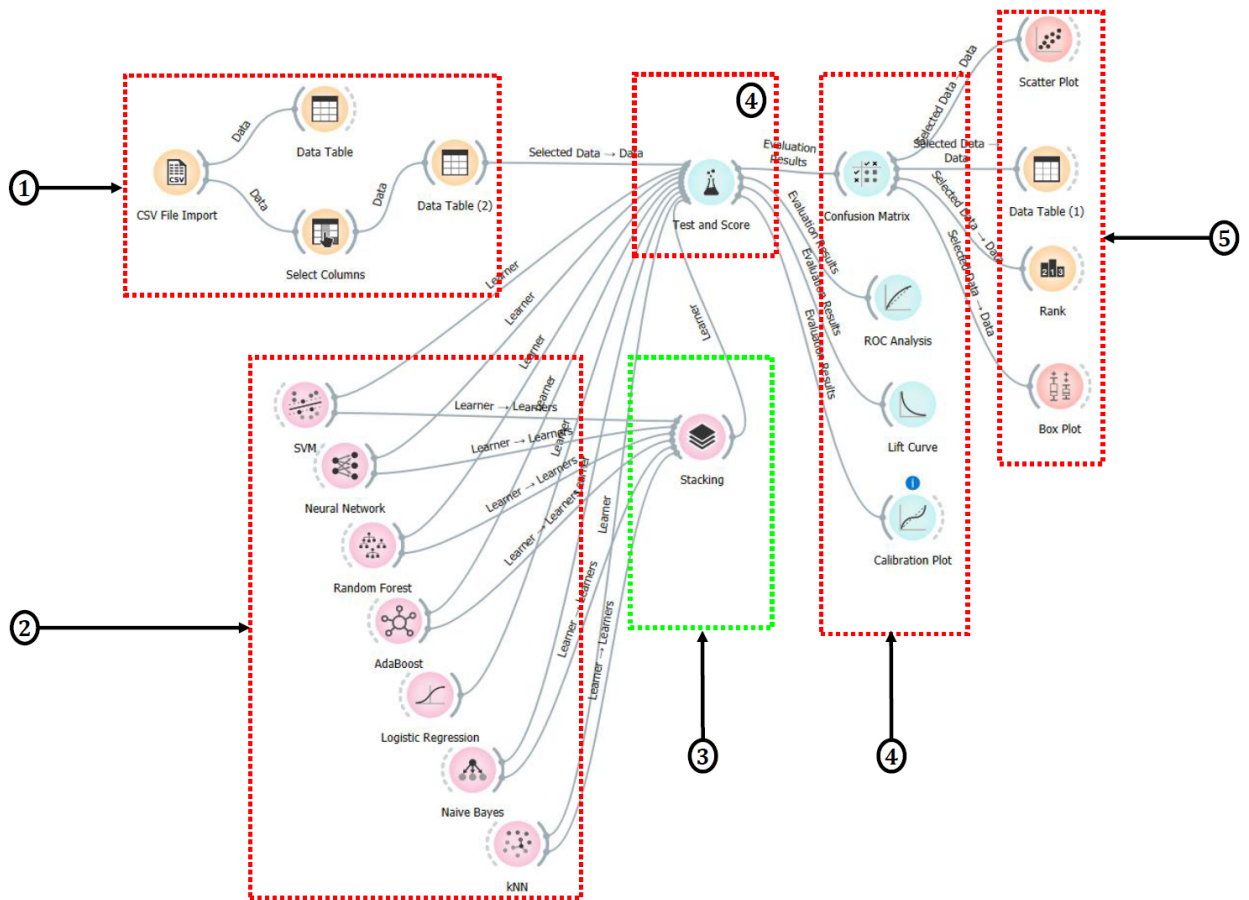 Scatter Plot
Selected Data → Data
4
Data
Data Table
CSV
CSV File Import
1
Data
Data
Data Table (2)
Select Columns
Selected Data → Data
Test and Score
Evaluation
Results
Confusion Matrix
Selected Data →
Data
Data Table (1)
5
Selected Data → Data
2 1 3
Rank
Selected Data → Data
Box Plot
Evaluation Results
Evaluation Results
Evaluation Results
ROC Analysis
Lift Curve
i
Calibration Plot
Learner
Learner
Learner
Learner
Learner
Learner
Learner
Learner
SVM
Learner → Learners
Neural Network
Learner → Learners
Random Forest
Learner → Learners
AdaBoost
Learner → Learners
Logistic Regression
Naive Bayes
Learner → Learners
kNN
Learner → Learners
Stacking
2
3
4